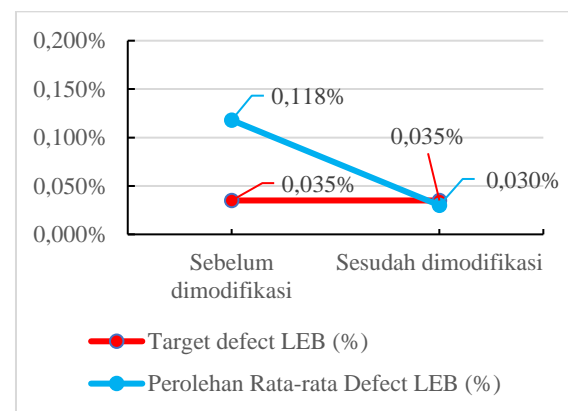 0,200%
0,150%
0,118%
0,100%
0,035%
0,050%
0,035%
0,030%
0,000%
Sebelum
dimodifikasi
Sesudah dimodifikasi
Target defect LEB (%)
Perolehan Rata-rata Defect LEB (%)